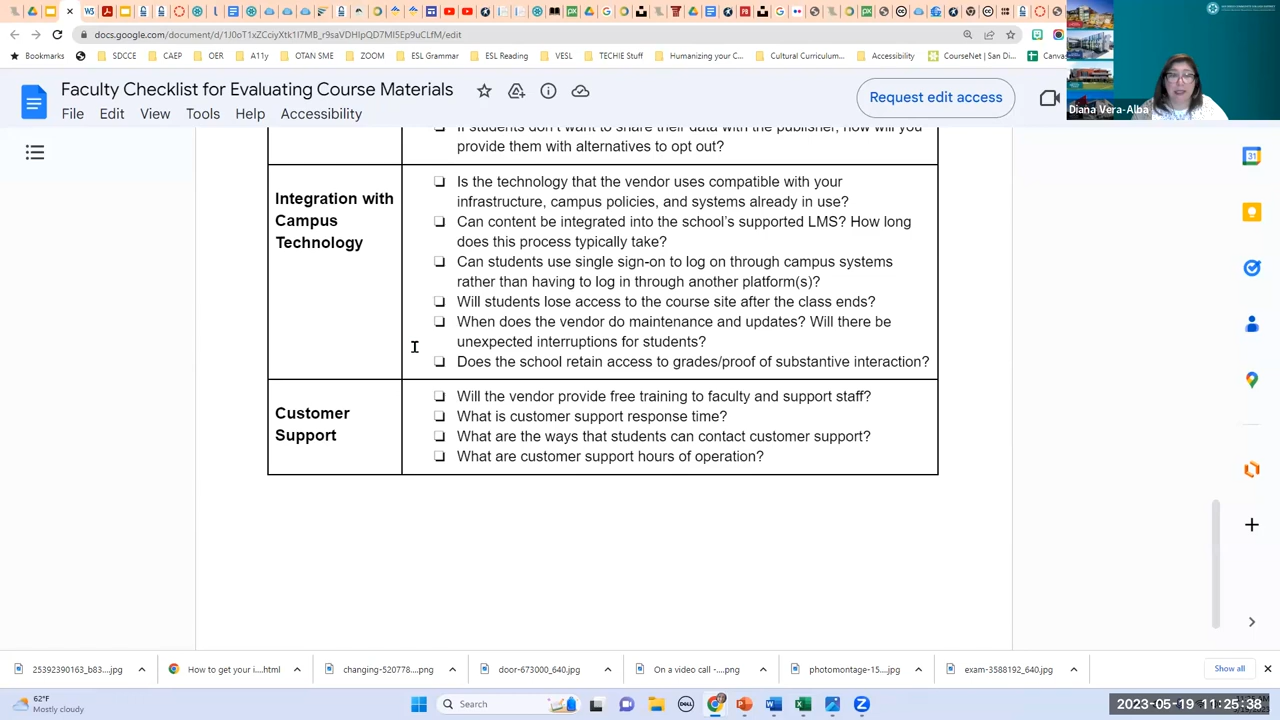 docs.google.com/document/d/
Bookmarks
SDCCD
CAEP
VESL
ESL Reading
TECHIE STUFF
Humanizing your C...
Cultural Curriculum...
Accessibility
CourseNet | San Di...
Faculty Checklist for Evaluating Course Materials
File Edit View Tools Help Accessibility
Request edit access
Diana Vera-Alba
provide them with alternatives to opt out?
Integration with
Campus
Technology
Is the technology that the vendor uses compatible with your
infrastructure, campus policies, and systems already in use?
Can content be integrated into the school's supported LMS? How long
does this process typically take?
Can students use single sign-on to log on through campus systems
rather than having to log in through another platform(s)?
Will students lose access to the course site after the class ends?
When does the vendor do maintenance and updates? Will there be
unexpected interruptions for students?
Does the school retain access to grades/proof of substantive interaction?
Customer
Support
Will the vendor provide free training to faculty and support staff?
What is customer support response time?
What are the ways that students can contact customer support?
What are customer support hours of operation?
25392390163_b83....jpg
How to get your i....html
changing-520778....png
doit-673000_640.jpg
On a video call -....png
photomontage-15....jpg
exam-3588192_640.jpg
Show all
62°F
Mostly cloudy
Search
2023-05-19 11:25:38